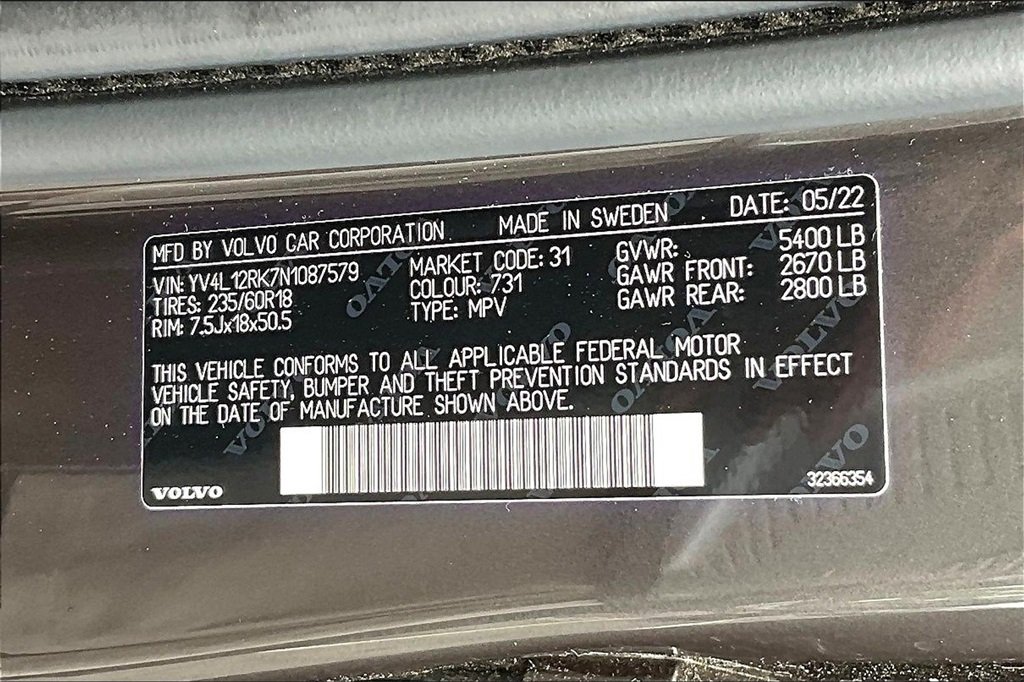 MFD BY VOLVO CAR CORPORATION MADE IN SWEDEN DATE: 05/22
VIN: YV4L12RK7N1087579 MARKET CODE: 31 GVWR: 5400 LB
TIRES: 235/60R18 COLOUR: 731 GAWR FRONT: 2670 LB
RIM: 7.5Jx18x50.5 TYPE: MPV GAWR REAR: 2800 LB
THIS VEHICLE CONFORMS TO ALL APPLICABLE FEDERAL MOTOR
VEHICLE SAFETY, BUMPER AND THEFT PREVENTION STANDARDS IN EFFECT
ON THE DATE OF MANUFACTURE SHOWN ABOVE.
VOLVO 32366354